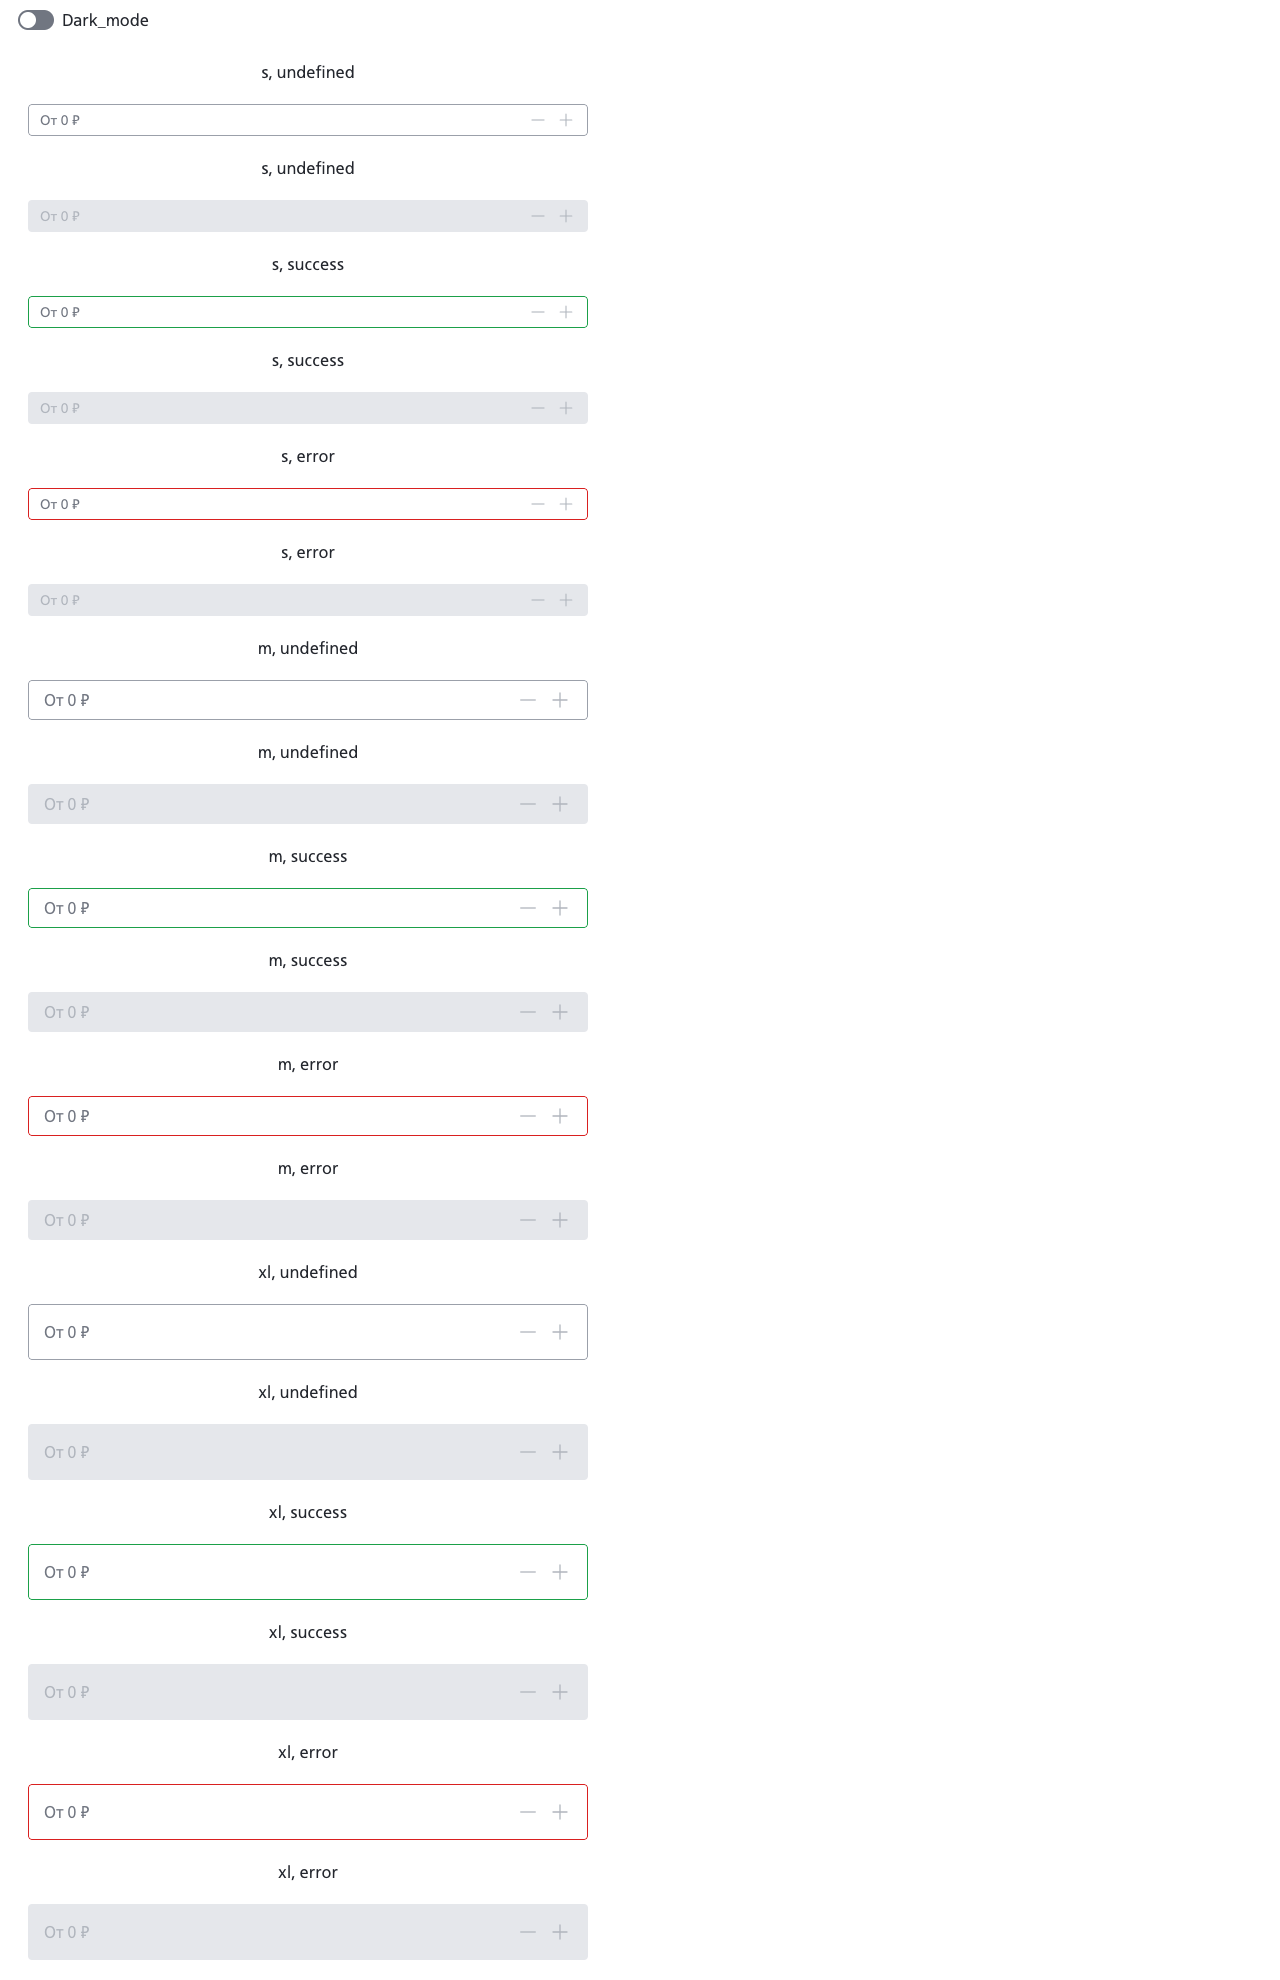 Dark_mode
s, undefined
От 0 ₽
s, undefined
От 0 ₽
s, success
От 0 ₽
s, success
От 0 ₽
s, error
От 0 ₽
s, error
От 0 ₽
m, undefined
От 0 ₽
m, undefined
От 0 ₽
m, success
От 0 ₽
m, success
От 0 ₽
m, error
От 0 ₽
m, error
От 0 ₽
xl, undefined
От 0 ₽
xl, undefined
От 0 ₽
xl, success
От 0 ₽
xl, success
От 0 ₽
xl, error
От 0 ₽
xl, error
От 0 ₽